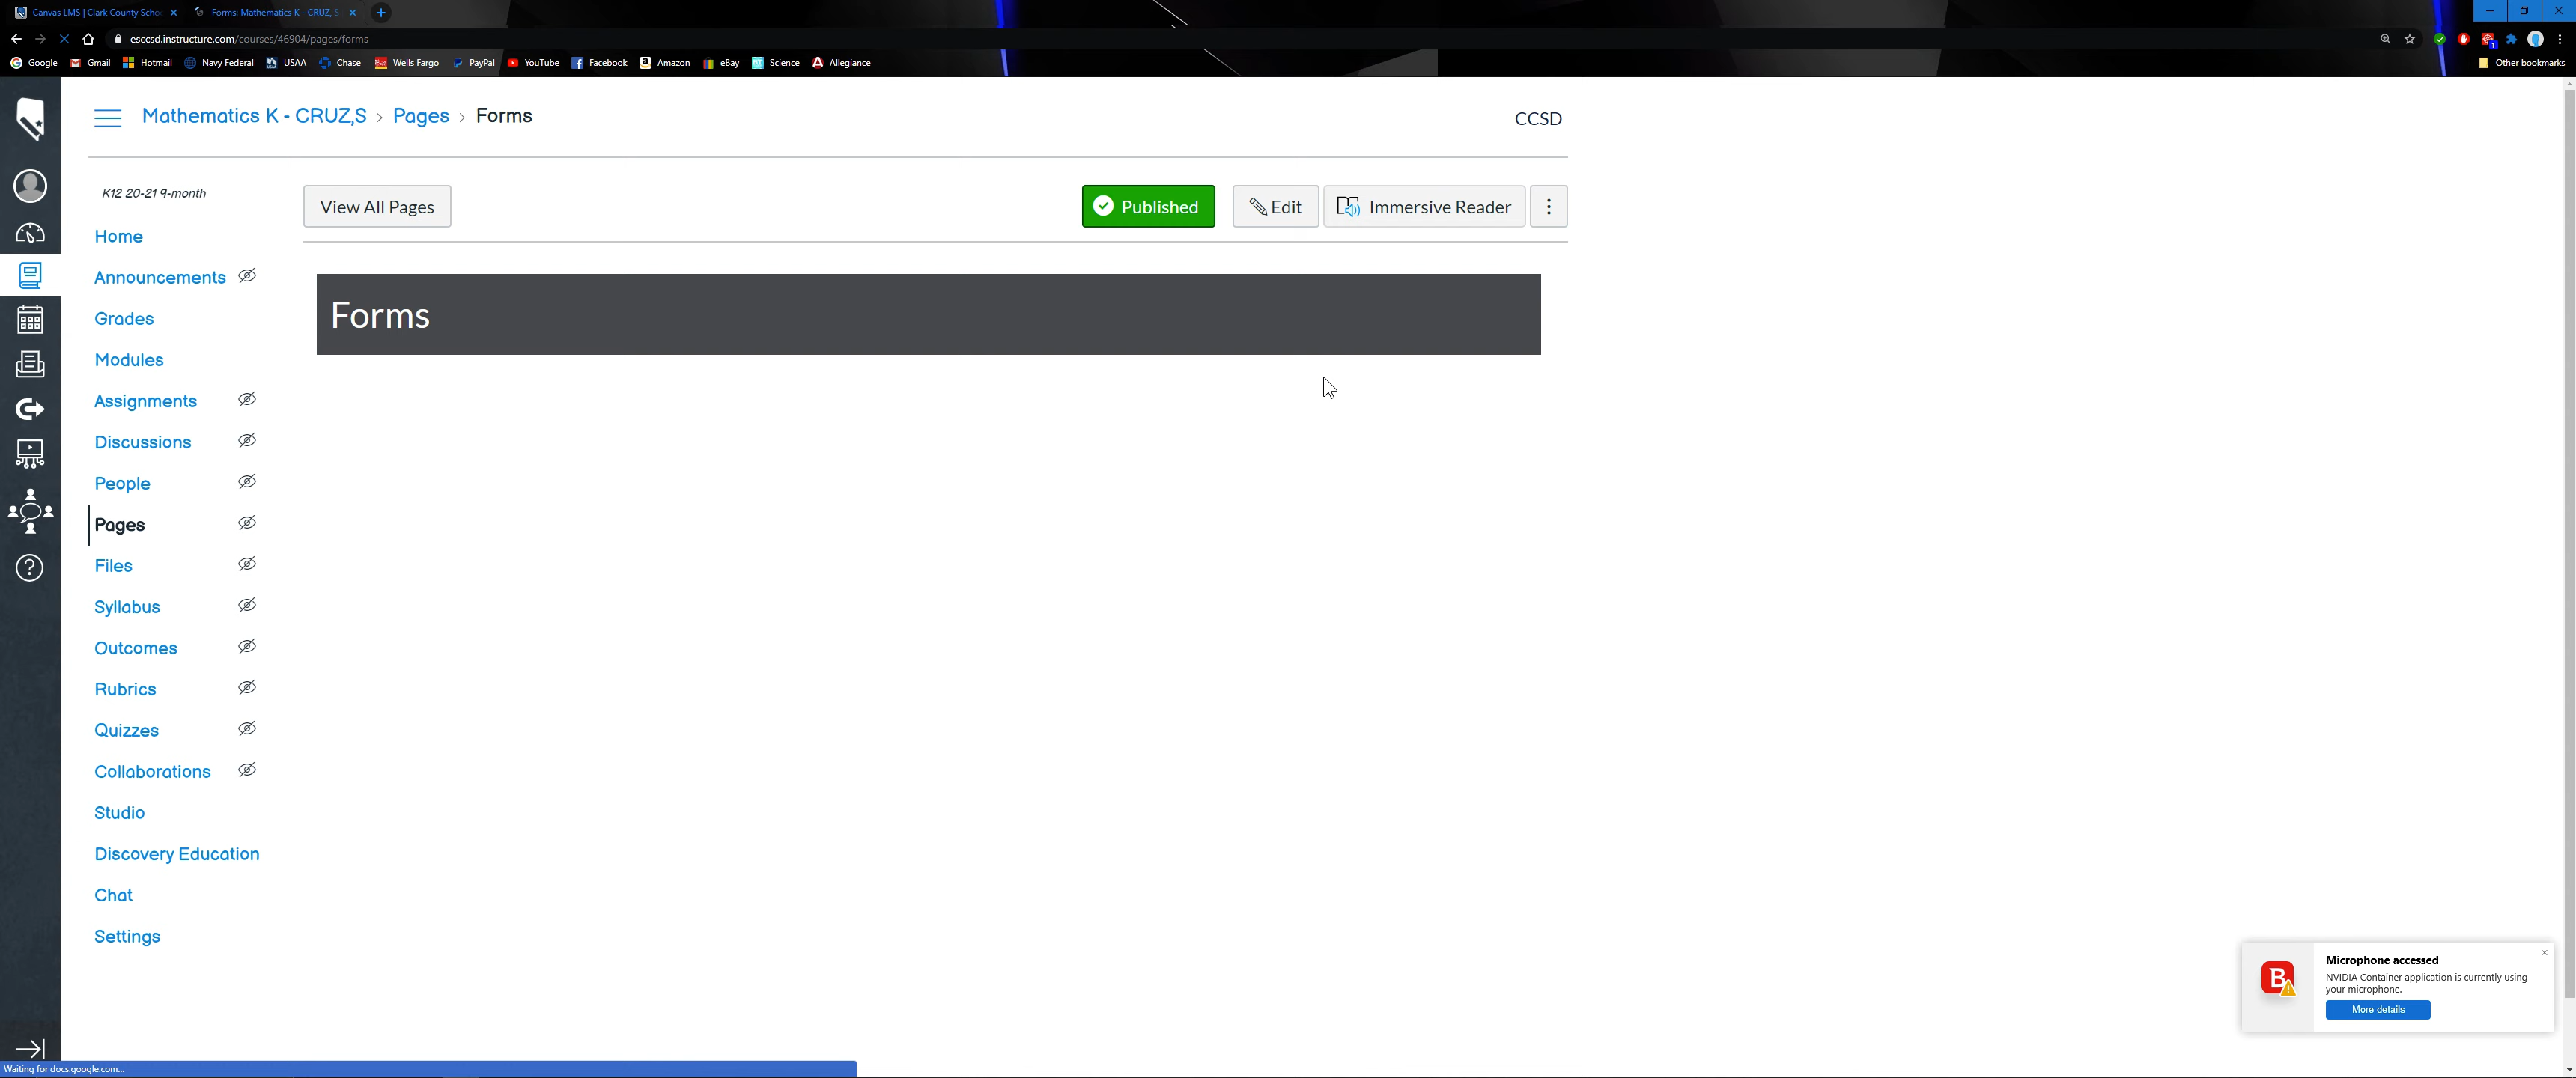 Canvas LMS | Clark County Scho
Forms: Mathematics K - CRUZ, S
esccsd.instructure.com/courses/46904/pages/forms
Google Gmail Hotmail Navy Federal USAA Chase Wells Fargo PayPal YouTube Facebook Amazon eBay Science Allegiance Other bookmarks
Mathematics K - CRUZ,S > Pages > Forms
CCSD
K12 20-21 9-month
View All Pages
Published
Edit
Immersive Reader
Home
Announcements
Forms
Grades
Modules
Assignments
Discussions
People
Pages
Files
Syllabus
Outcomes
Rubrics
Quizzes
Collaborations
Studio
Discovery Education
Chat
Settings
B
Microphone accessed
NVIDIA Container application is currently using
your microphone.
More details
Waiting for docs.google.com...